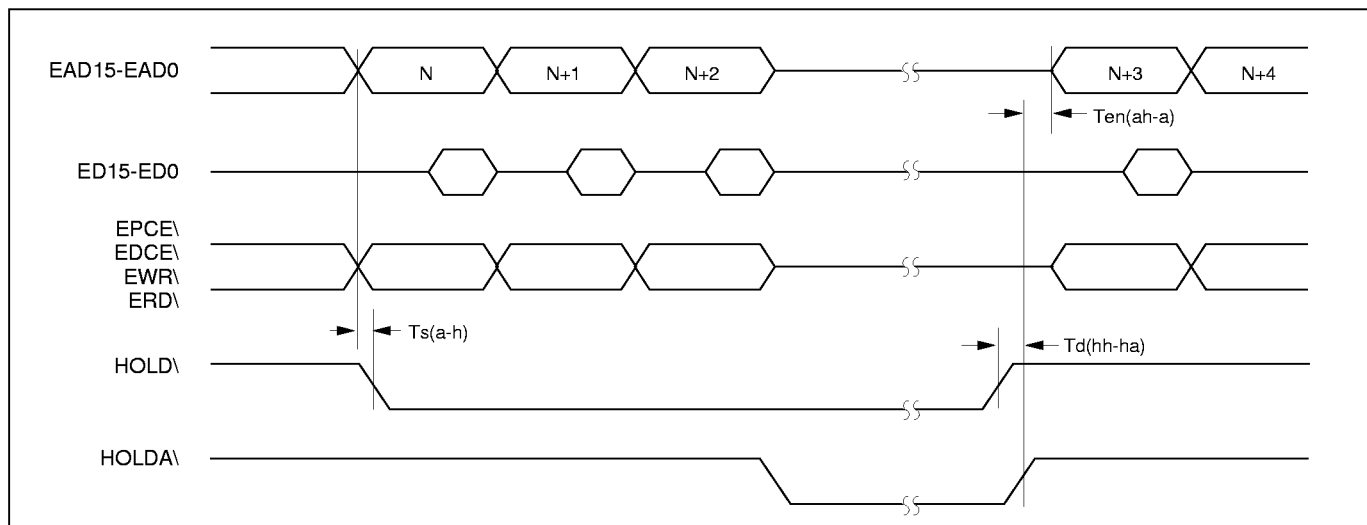 EAD15-EAD0 N N+1 N+2 N+3 N+4
Ten(ah-a)
ED15-ED0
EPCE\
EDCE\
EWR\
ERD\
Ts(a-h)
Td(hh-ha)
HOLD\
HOLDA\